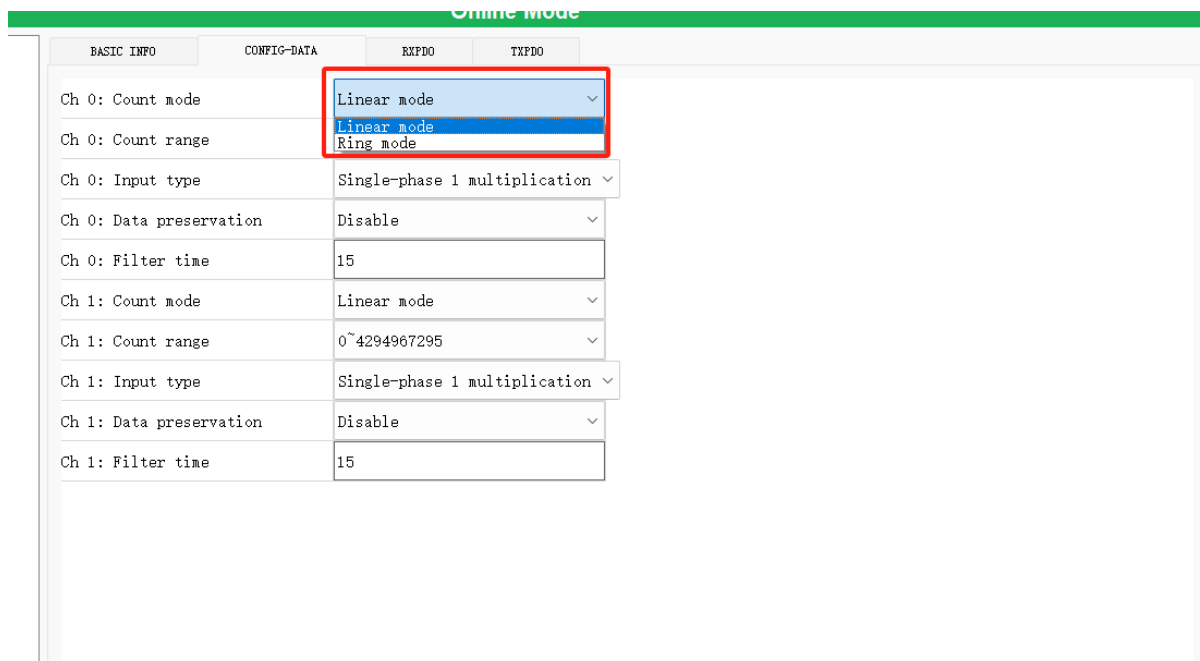 Online Mode
BASIC INFO CONFIG-DATA RXPDO TXPDO
Ch 0: Count mode Linear mode
Linear mode
Ch 0: Count range Ring mode
Ch 0: Input type Single-phase 1 multiplication
Ch 0: Data preservation Disable
Ch 0: Filter time 15
Ch 1: Count mode Linear mode
Ch 1: Count range 0~4294967295
Ch 1: Input type Single-phase 1 multiplication
Ch 1: Data preservation Disable
Ch 1: Filter time 15